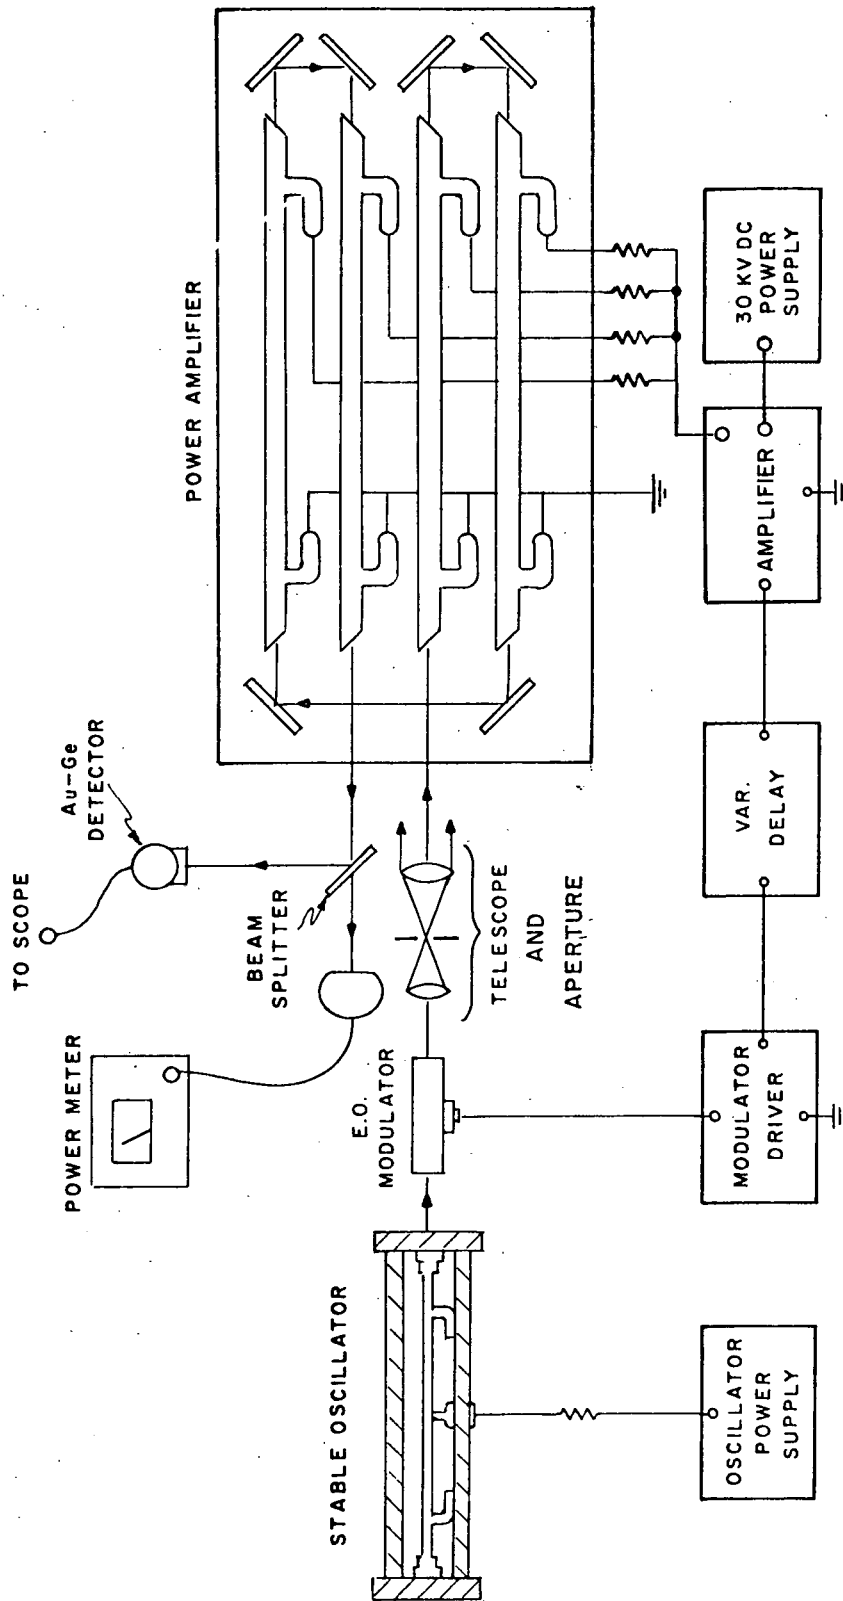 POWER AMPLIFIER
Au-Ge
DETECTOR
TO SCOPE
BEAM
SPLITTER
POWER METER
E.O.
MODULATOR
TELESCOPE
AND
APERTURE
STABLE OSCILLATOR
OSCILLATOR
POWER
SUPPLY
MODULATOR
DRIVER
VAR.
DELAY
AMPLIFIER
30 KV DC
POWER
SUPPLY